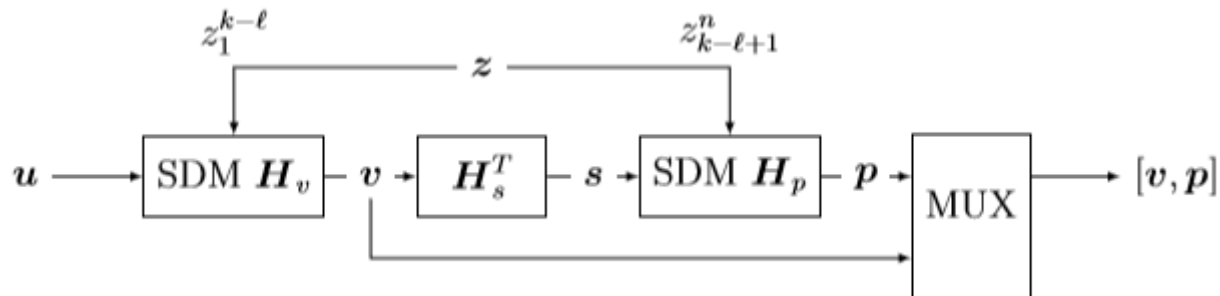 z_1^{k-ℓ} z_{k-ℓ+1}^n
z
u SDM H_v v H_s^T s SDM H_p p MUX [v, p]